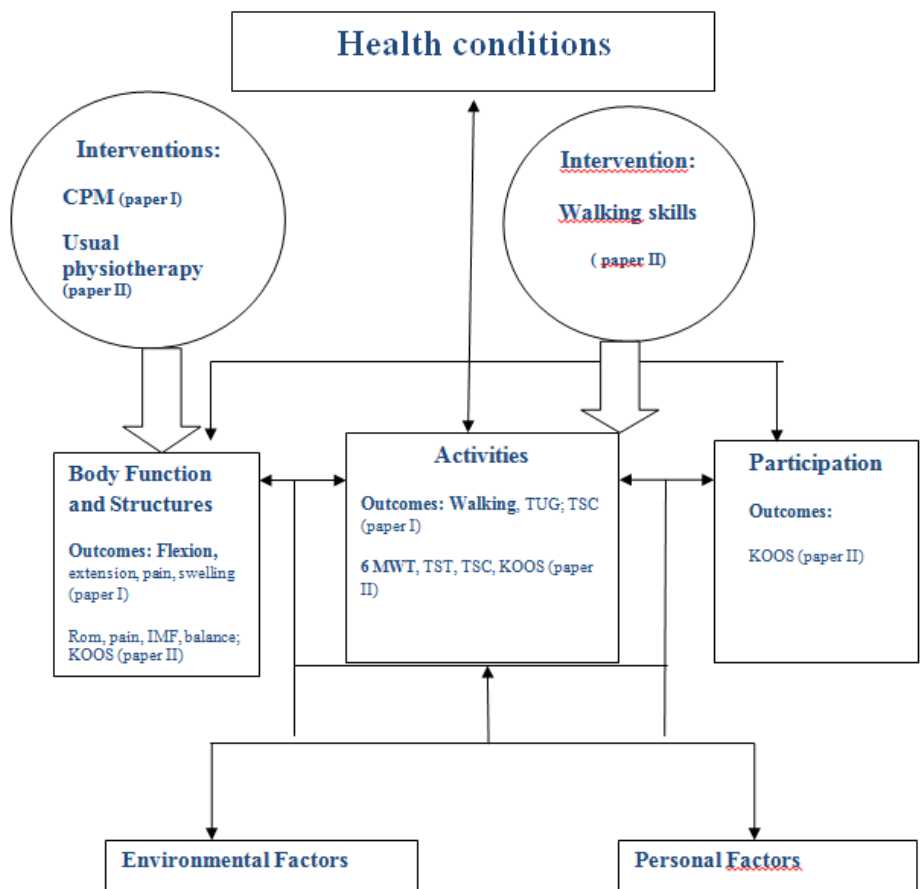 Health conditions
Interventions:
CPM (paper I)
Usual
physiotherapy
(paper II)
Intervention:
Walking skills
( paper II)
Body Function
and Structures
Outcomes: Flexion,
extension, pain, swelling
(paper I)
Rom, pain, IMF, balance;
KOOS (paper II)
Activities
Outcomes: Walking, TUG; TSC
(paper I)
6 MWT, TST, TSC, KOOS (paper
II)
Participation
Outcomes:
KOOS (paper II)
Environmental Factors
Personal Factors